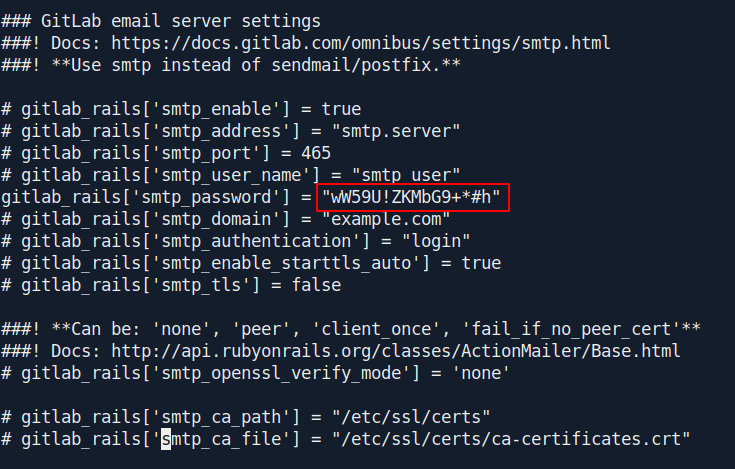 ### GitLab email server settings
###! Docs: https://docs.gitlab.com/omnibus/settings/smtp.html
###! **Use smtp instead of sendmail/postfix.**
# gitlab_rails['smtp_enable'] = true
# gitlab_rails['smtp_address'] = "smtp.server"
# gitlab_rails['smtp_port'] = 465
# gitlab_rails['smtp_user_name'] = "smtp user"
gitlab_rails['smtp_password'] = "wW59U!ZKMbG9+*#h"
# gitlab_rails['smtp_domain'] = "example.com"
# gitlab_rails['smtp_authentication'] = "login"
# gitlab_rails['smtp_enable_starttls_auto'] = true
# gitlab_rails['smtp_tls'] = false
###! **Can be: 'none', 'peer', 'client_once', 'fail_if_no_peer_cert'**
###! Docs: http://api.rubyonrails.org/classes/ActionMailer/Base.html
# gitlab_rails['smtp_openssl_verify_mode'] = 'none'
# gitlab_rails['smtp_ca_path'] = "/etc/ssl/certs"
# gitlab_rails['smtp_ca_file'] = "/etc/ssl/certs/ca-certificates.crt"